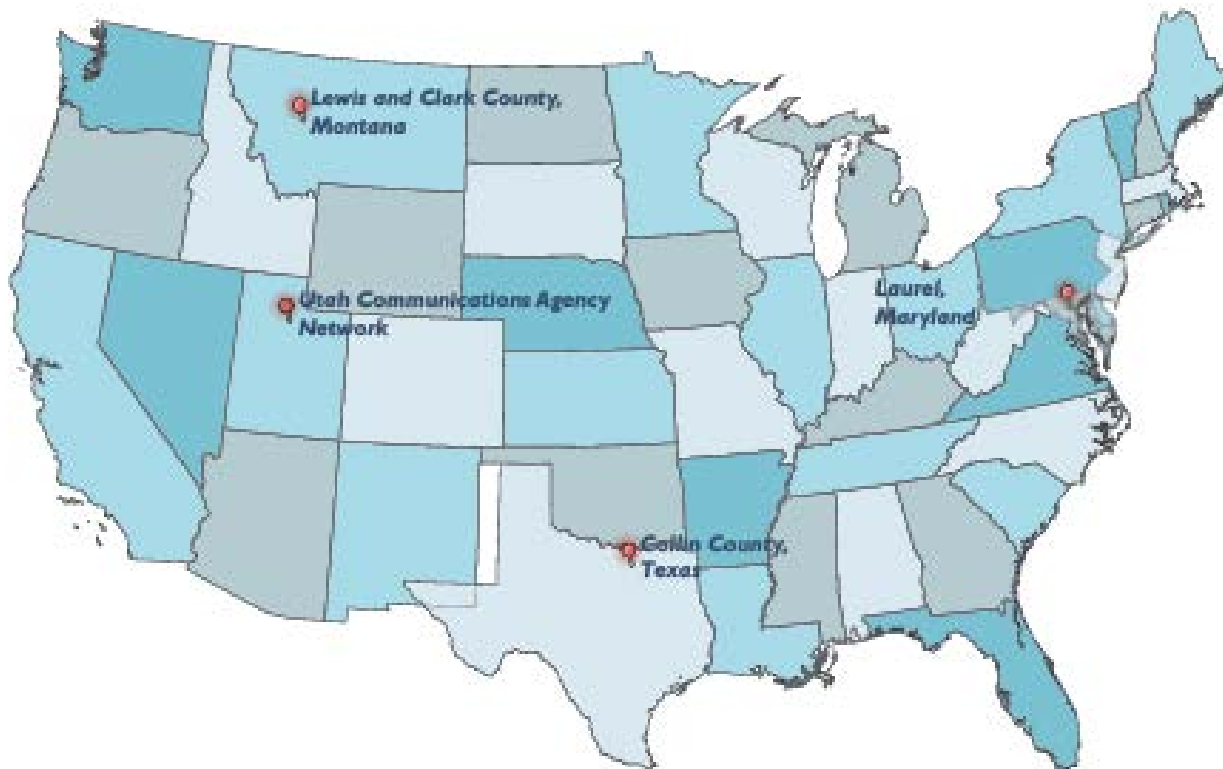 Lewis and Clark County,
Montana
Utah Communications Agency
Network
Laurel,
Maryland
Collin County,
Texas